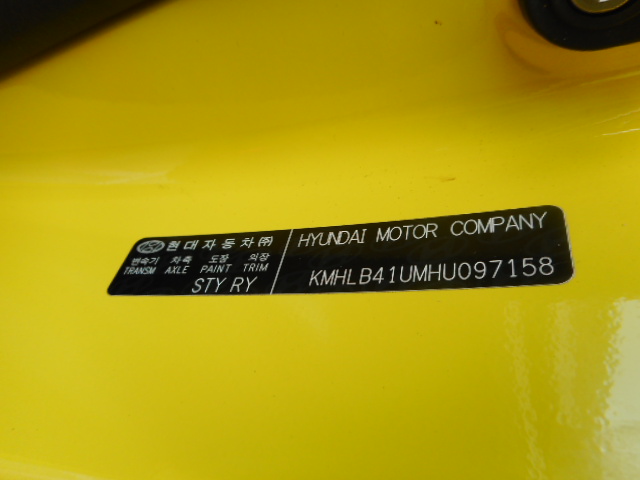 현대자동차㈜
변속기 차축 도장 의장
TRANSM AXLE PAINT TRIM
STY RY
HYUNDAI MOTOR COMPANY
KMHLB41UMHU097158